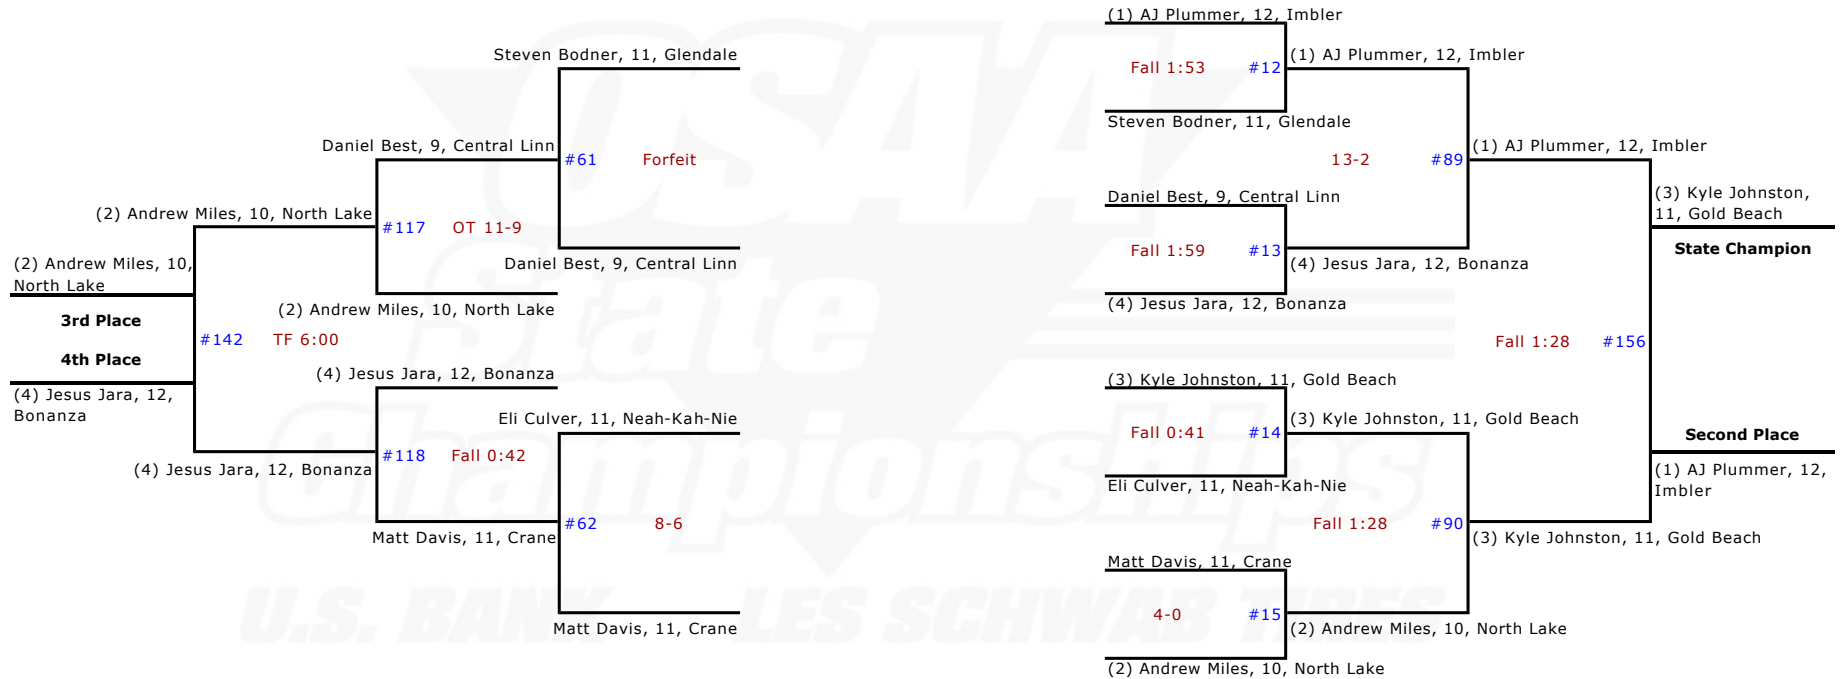 (1) AJ Plummer, 12, Imbler
Fall 1:53
#12
Steven Bodner, 11, Glendale
(1) AJ Plummer, 12, Imbler
13-2
#89
Daniel Best, 9, Central Linn
Fall 1:59
#13
(4) Jesus Jara, 12, Bonanza
(4) Jesus Jara, 12, Bonanza
(1) AJ Plummer, 12, Imbler
Fall 1:28
#156
(3) Kyle Johnston, 11, Gold Beach
Fall 0:41
#14
Eli Culver, 11, Neah-Kah-Nie
(3) Kyle Johnston, 11, Gold Beach
Fall 1:28
#90
Matt Davis, 11, Crane
4-0
#15
(2) Andrew Miles, 10, North Lake
(2) Andrew Miles, 10, North Lake
(3) Kyle Johnston, 11, Gold Beach
(3) Kyle Johnston,
11, Gold Beach
State Champion
Second Place
(1) AJ Plummer, 12,
Imbler
Steven Bodner, 11, Glendale
#61
Forfeit
Daniel Best, 9, Central Linn
Daniel Best, 9, Central Linn
#117
OT 11-9
(2) Andrew Miles, 10, North Lake
(2) Andrew Miles, 10, North Lake
#142
TF 6:00
(4) Jesus Jara, 12, Bonanza
Eli Culver, 11, Neah-Kah-Nie
#118
Fall 0:42
#62
8-6
Matt Davis, 11, Crane
Matt Davis, 11, Crane
(4) Jesus Jara, 12, Bonanza
(2) Andrew Miles, 10,
North Lake
3rd Place
4th Place
(4) Jesus Jara, 12,
Bonanza
OSAA
State
Championships
U.S. BANK LES SCHWAB TIRES